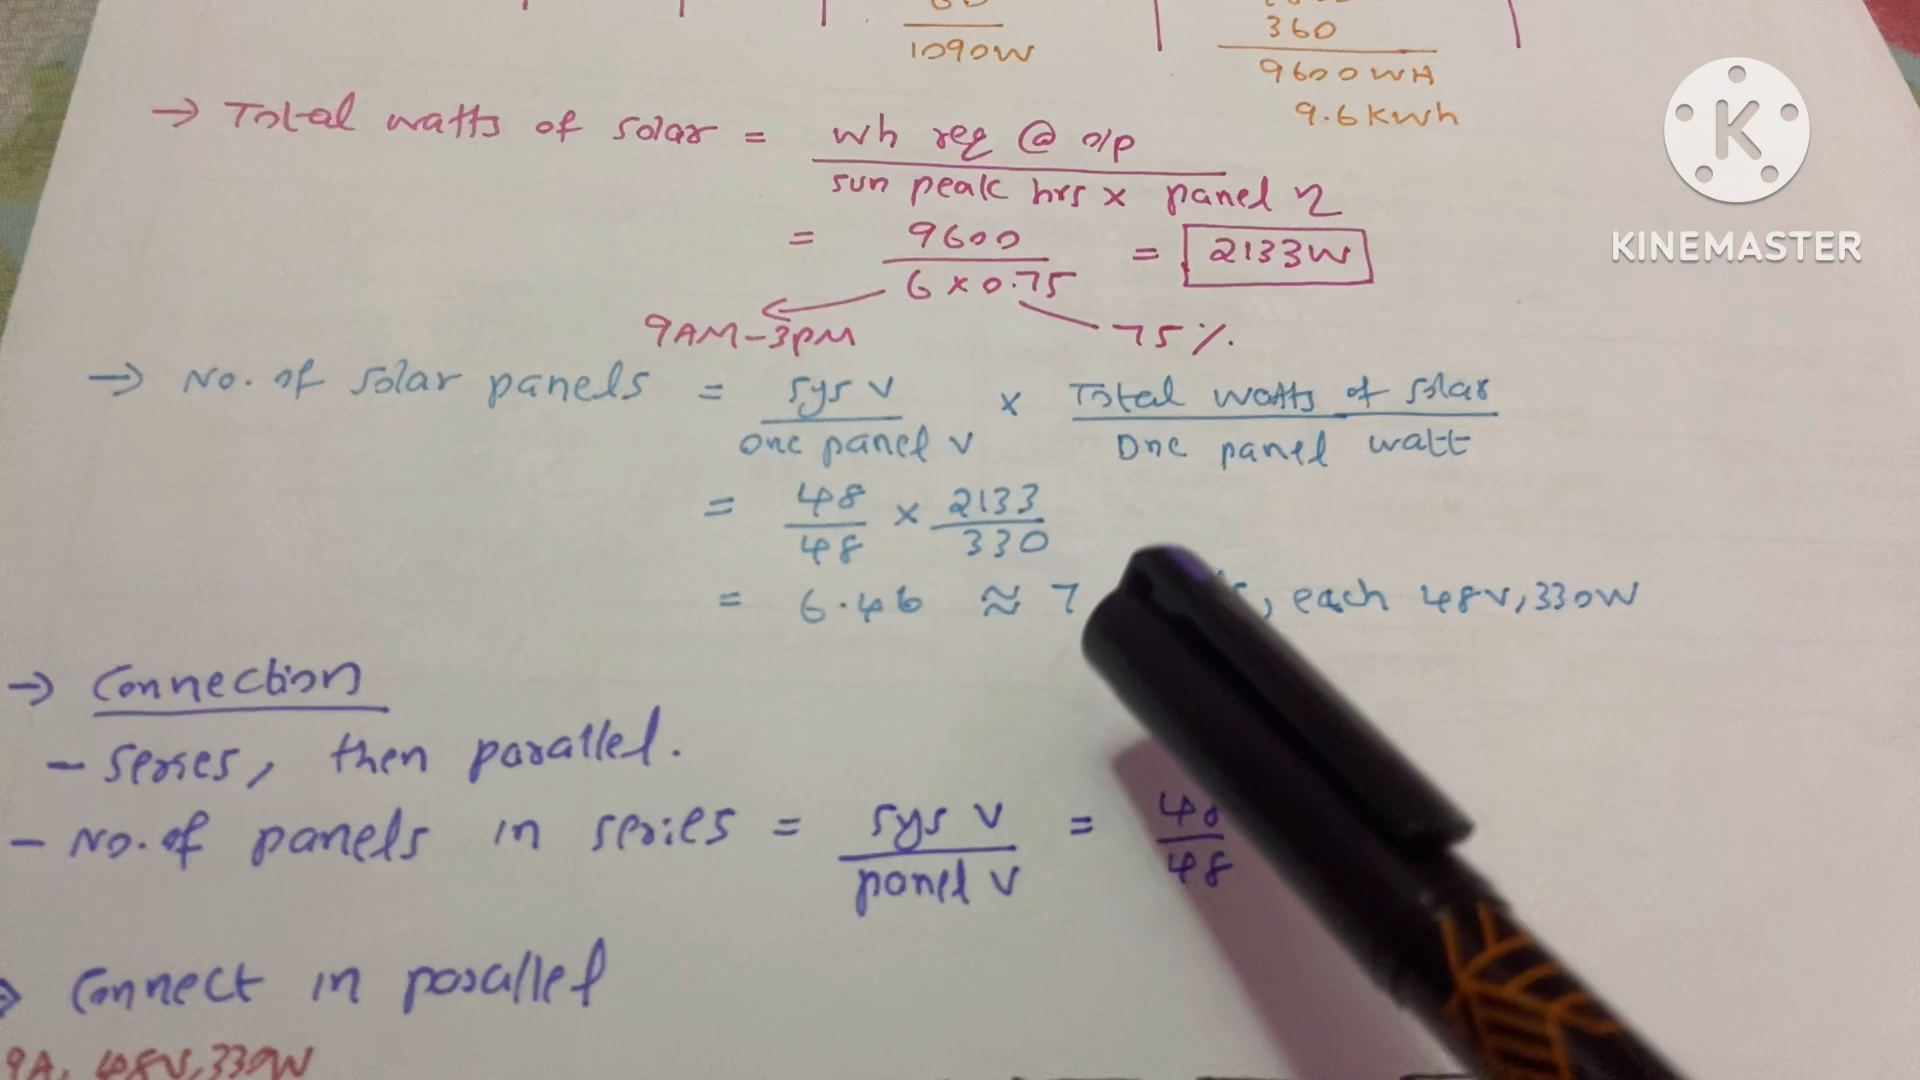 360
1090W
9600WH
9.6KWh
→ Total watts of solar = Wh req @ o/p
sun peak hrs x panel η
= 9600 = 2133W
6 x 0.75
9AM-3PM
75%.
→ No. of solar panels = sys V x Total watts of solar
One panel V One panel watt
= 48 x 2133
48 330
= 6.46 ≈ 7 , each 48V, 330W
→ Connection
- series, then parallel.
- No. of panels in series = sys V = 48
panel V 48
Connect in parallel
9A, 48V, 330W
K
KINEMASTER